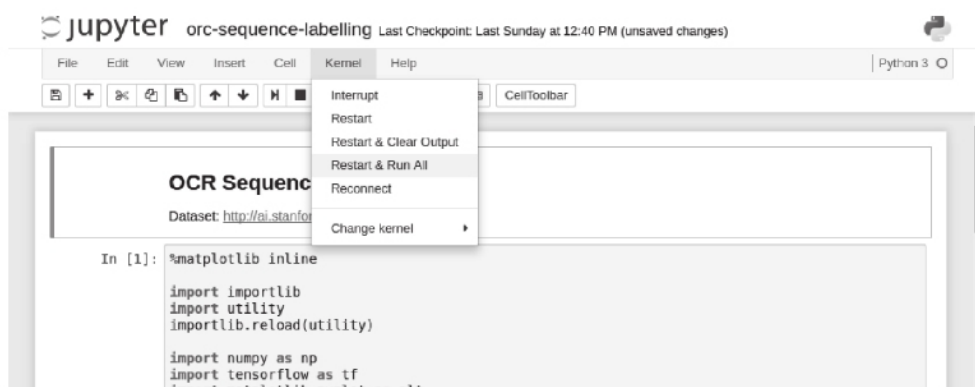 jupyter orc-sequence-labelling Last Checkpoint: Last Sunday at 12:40 PM (unsaved changes)
File Edit View Insert Cell Kernel Help Python 3
CellToolbar
Interrupt
Restart
Restart & Clear Output
Restart & Run All
Reconnect
Change kernel
OCR Sequenc
Dataset: http://ai.stanfor
In [1]: %matplotlib inline
import importlib
import utility
importlib.reload(utility)
import numpy as np
import tensorflow as tf